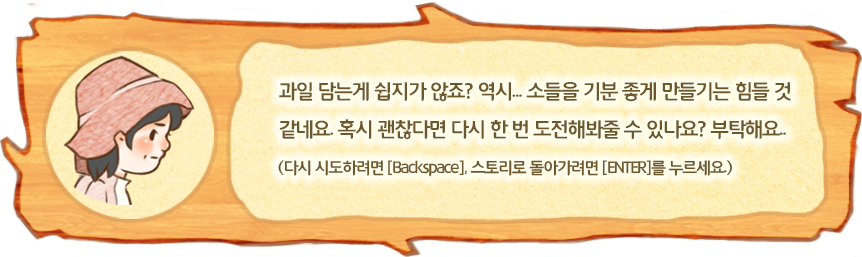 과일 담는게 쉽지가 않죠? 역시... 소들을 기분 좋게 만들기는 힘들 것
같네요. 혹시 괜찮다면 다시 한 번 도전해봐줄 수 있나요? 부탁해요..
(다시 시도하려면 [Backspace], 스토리로 돌아가려면 [ENTER]를 누르세요.)